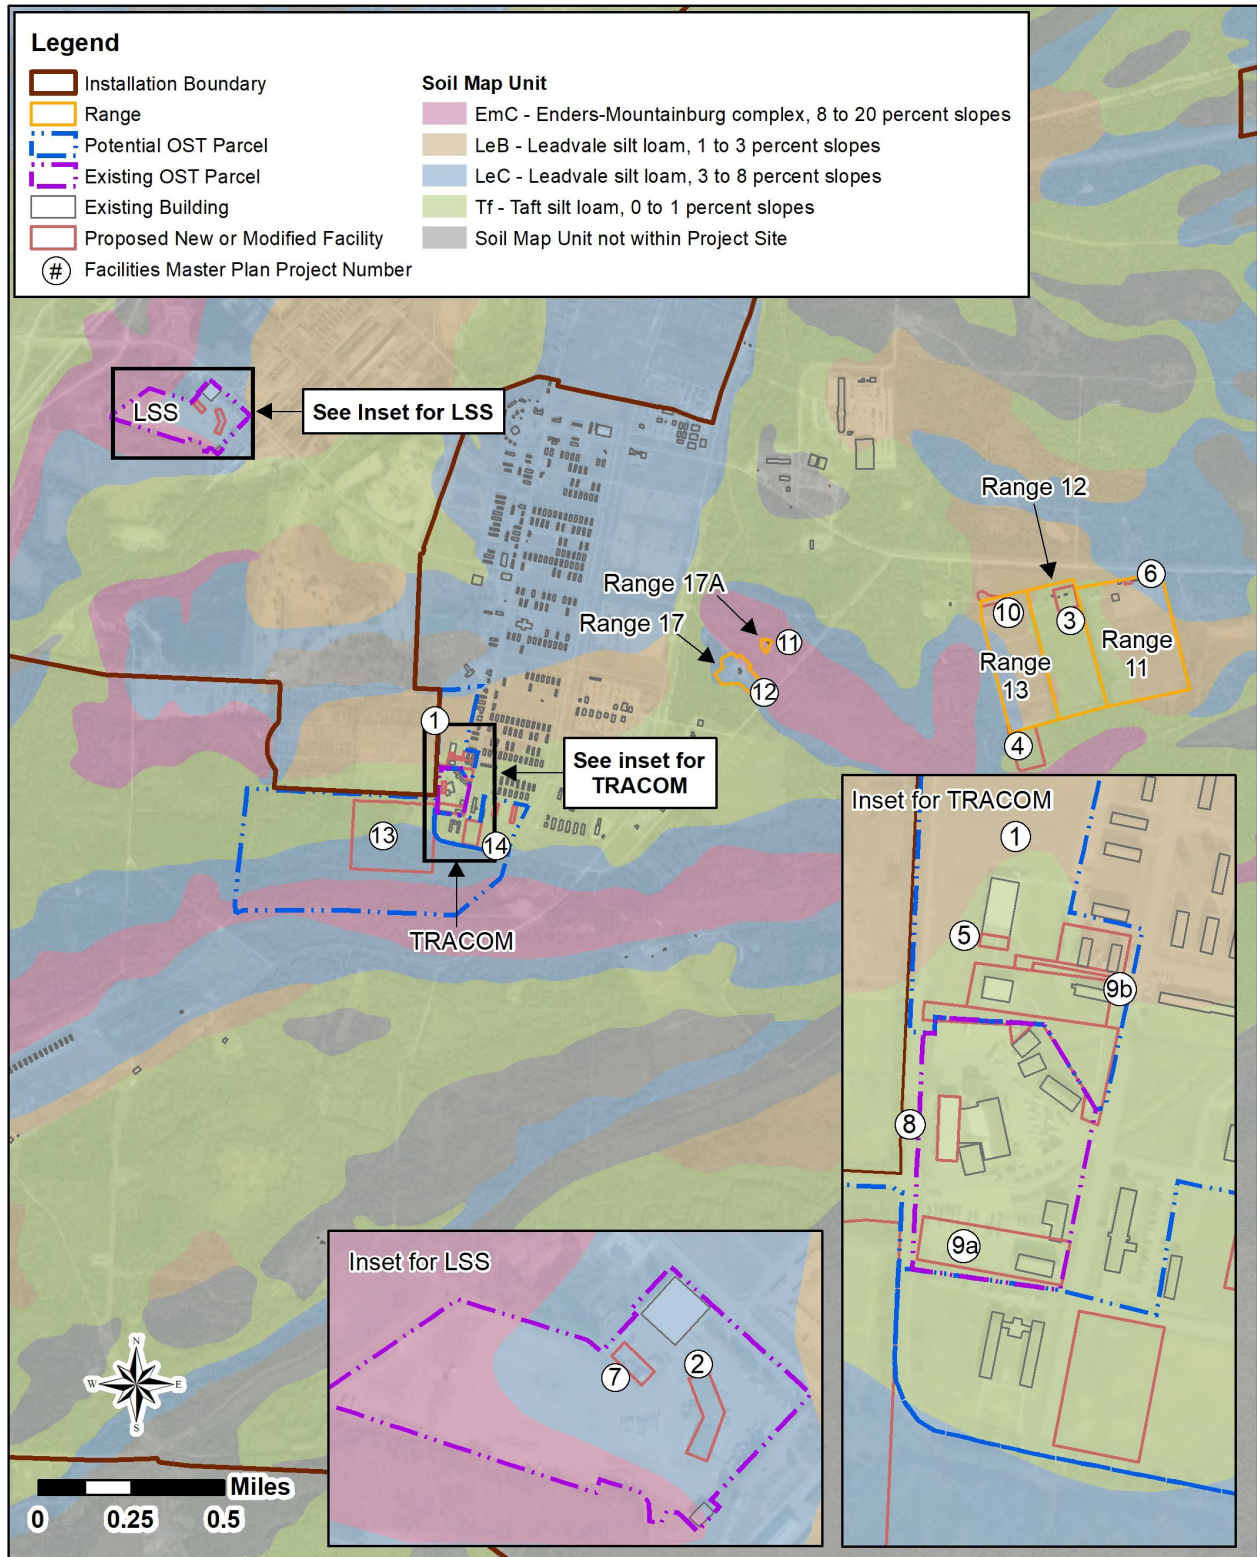 Legend
Installation Boundary
Range
Potential OST Parcel
Existing OST Parcel
Existing Building
Proposed New or Modified Facility
# Facilities Master Plan Project Number
Soil Map Unit
EmC - Enders-Mountainburg complex, 8 to 20 percent slopes
LeB - Leadvale silt loam, 1 to 3 percent slopes
LeC - Leadvale silt loam, 3 to 8 percent slopes
Tf - Taft silt loam, 0 to 1 percent slopes
Soil Map Unit not within Project Site
LSS
See Inset for LSS
Range 12
Range 17A
Range 17
6
10
3
11
Range
13
Range
11
12
1
4
See inset for
TRACOM
13
14
TRACOM
Inset for TRACOM
1
5
9b
8
9a
Inset for LSS
7
2
N
W
E
S
Miles
0
0.25
0.5